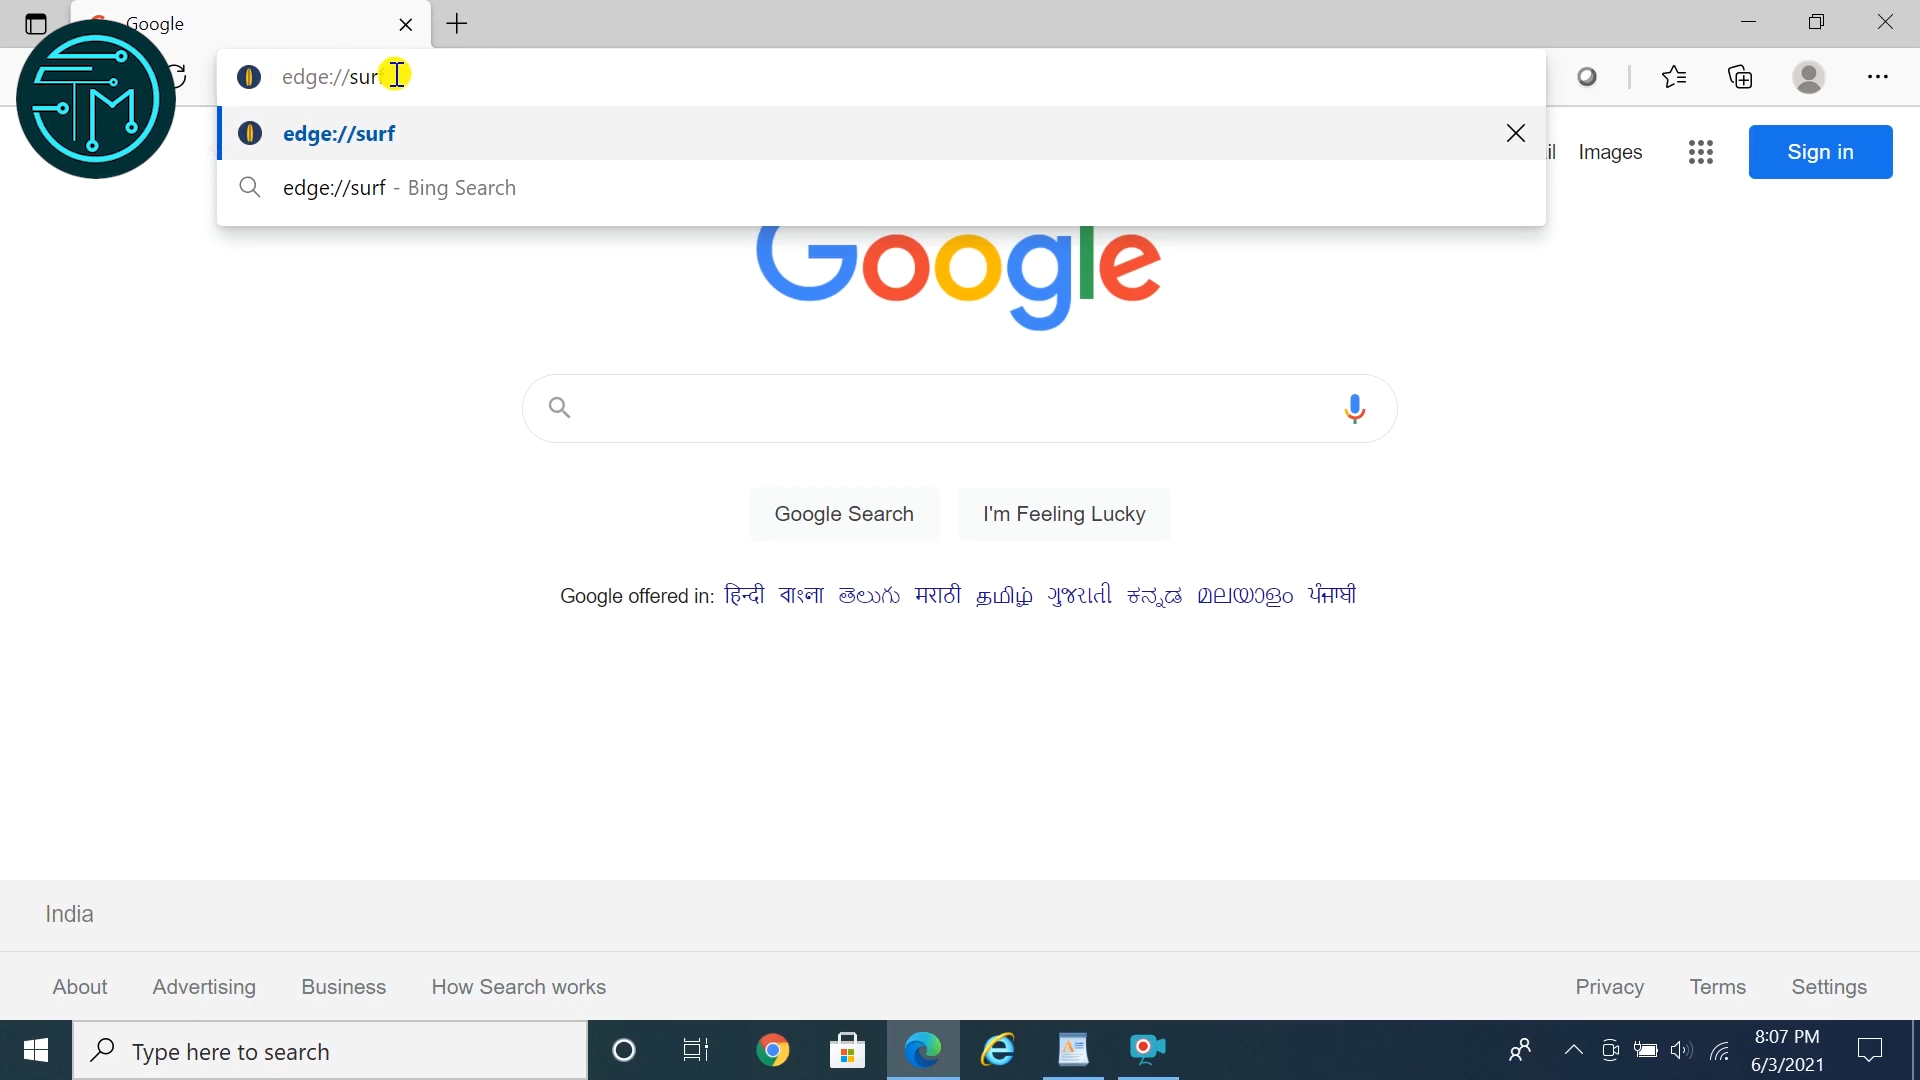 Google
TM
edge://surf
edge://surf
edge://surf - Bing Search
Images
Sign in
Google
Google Search
I'm Feeling Lucky
Google offered in: हिन्दी বাংলা తెలుగు मराठी தமிழ் ગુજરાતી ಕನ್ನಡ മലയാളം ਪੰਜਾਬੀ
India
About Advertising Business How Search works Privacy Terms Settings
Type here to search
8:07 PM
6/3/2021